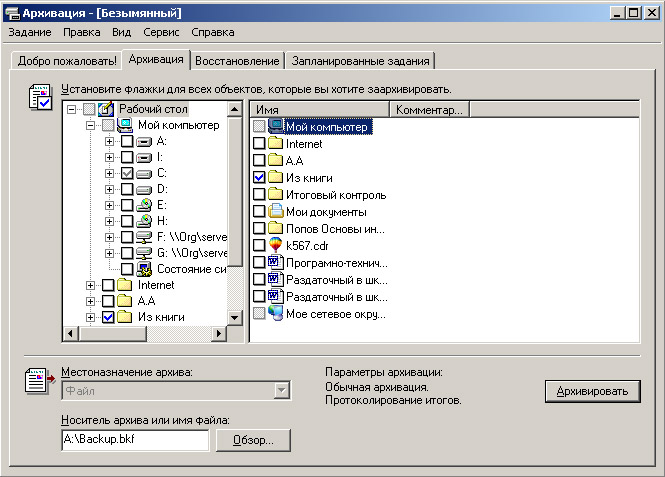 Архивация - [Безымянный]
Задание Правка Вид Сервис Справка
Добро пожаловать! Архивация Восстановление Запланированные задания
Установите флажки для всех объектов, которые вы хотите заархивировать.
Рабочий стол
Мой компьютер
A:
I:
C:
D:
E:
H:
F: \\Org\serve
G: \\Org\serve
Состояние си
Internet
А.А
Из книги
Имя Комментар...
Мой компьютер
Internet
А.А
Из книги
Итоговый контроль
Мои документы
Попов Основы ин...
k567.cdr
Програмно-технич...
Раздаточный в шк...
Раздаточный в шк...
Мое сетевое окру...
Местоназначение архива:
Файл
Носитель архива или имя файла:
A:\Backup.bkf
Обзор...
Параметры архивации:
Обычная архивация.
Протоколирование итогов.
Архивировать